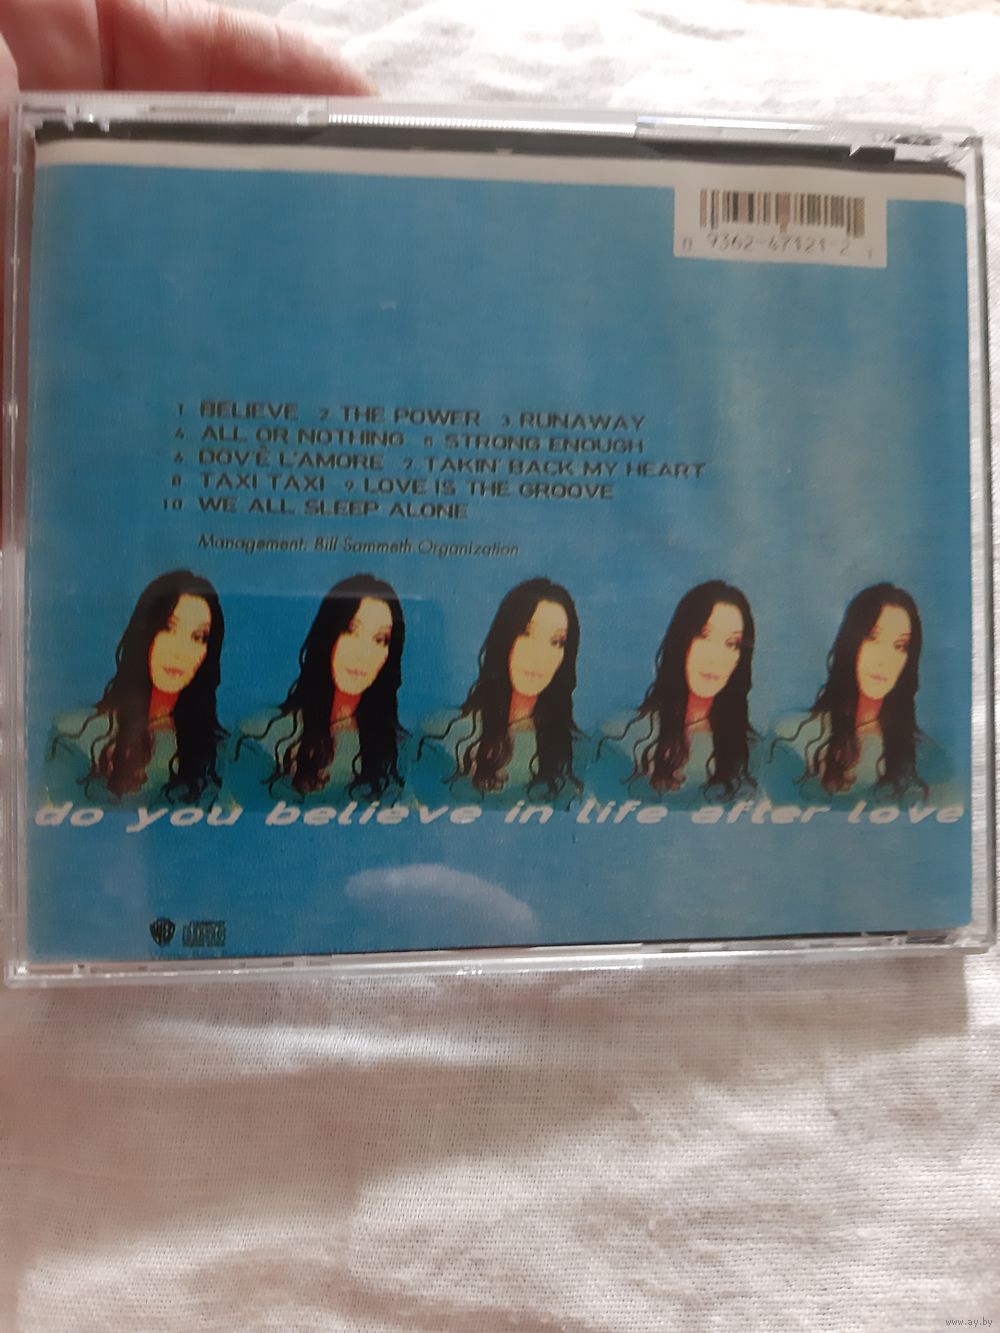 0 9362-47121-2 1
1 BELIEVE 2 THE POWER 3 RUNAWAY
4 ALL OR NOTHING 5 STRONG ENOUGH
6 DOV'É L'AMORE 7 TAKIN' BACK MY HEART
8 TAXI TAXI 9 LOVE IS THE GROOVE
10 WE ALL SLEEP ALONE
Management: Bill Sammeth Organization
do you believe in life after love
www.ay.by